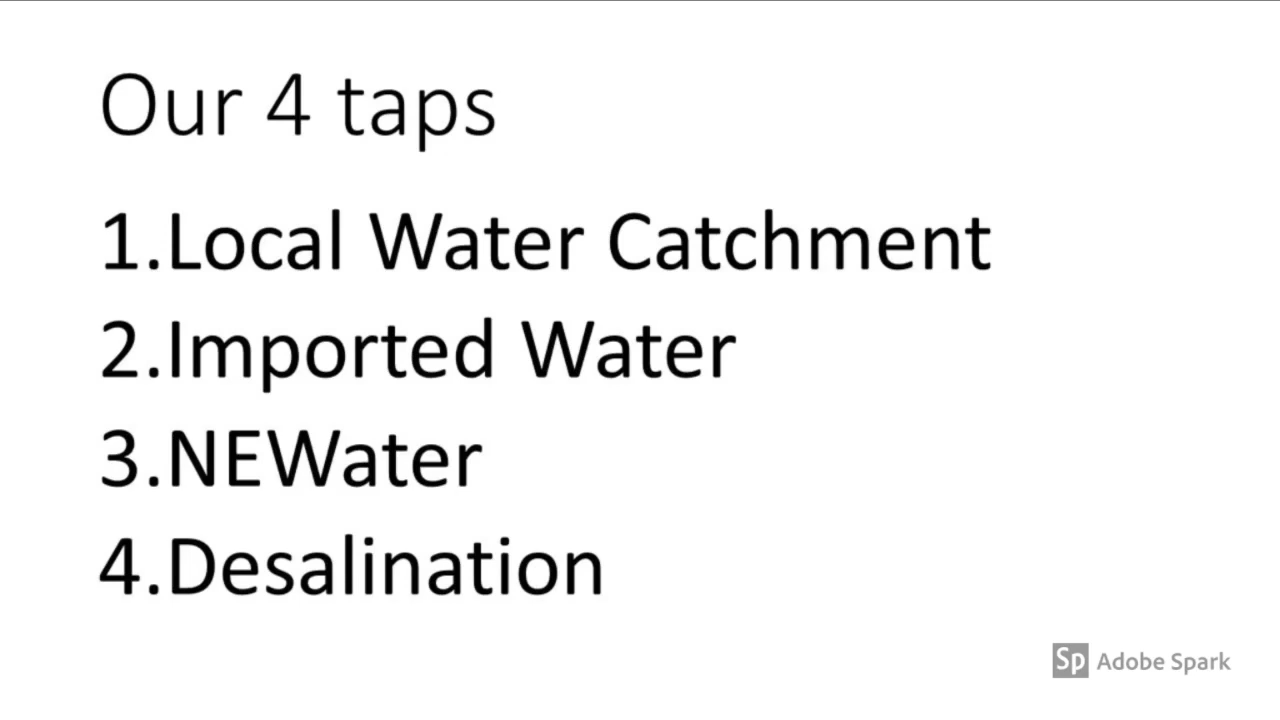 Our 4 taps
1.Local Water Catchment
2.Imported Water
3.NEWater
4.Desalination
Sp Adobe Spark